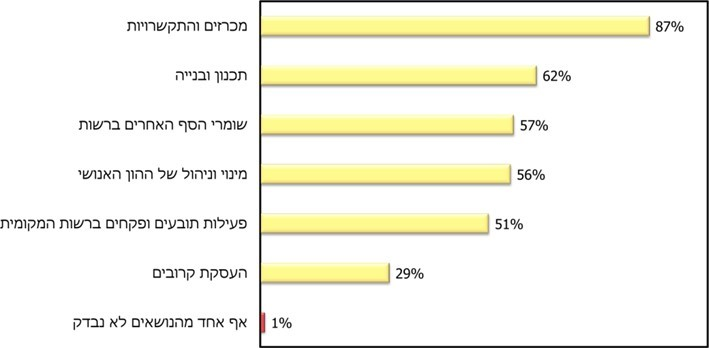 מכרזים והתקשרויות 87%
תכנון ובנייה 62%
שומרי הסף האחרים ברשות 57%
מינוי וניהול של ההון האנושי 56%
פעילות תובעים ופקחים ברשות המקומית 51%
העסקת קרובים 29%
אף אחד מהנושאים לא נבדק 1%